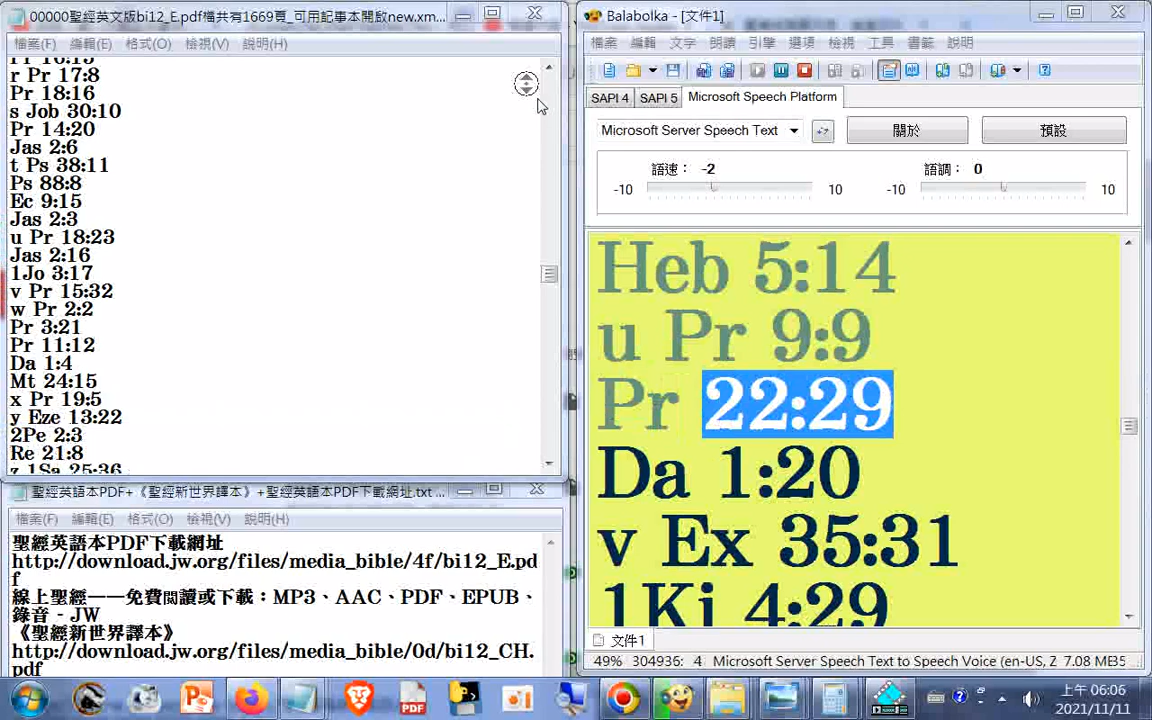 00000聖經英文版bi12_E.pdf檔共有1669頁_可用記事本開啟new.xm...
檔案(F) 編輯(E) 格式(O) 檢視(V) 說明(H)
r Pr 17:8
Pr 18:16
s Job 30:10
Pr 14:20
Jas 2:6
t Ps 38:11
Ps 88:8
Ec 9:15
Jas 2:3
u Pr 18:23
Jas 2:16
1Jo 3:17
v Pr 15:32
w Pr 2:2
Pr 3:21
Pr 11:12
Da 1:4
Mt 24:15
x Pr 19:5
y Eze 13:22
2Pe 2:3
Re 21:8
z 1Sa 25:36
聖經英語本PDF+《聖經新世界譯本》+聖經英語本PDF下載網址.txt ...
檔案(F) 編輯(E) 格式(O) 檢視(V) 說明(H)
聖經英語本PDF下載網址
http://download.jw.org/files/media_bible/4f/bi12_E.pd
f
線上聖經——免費閱讀或下載：MP3、AAC、PDF、EPUB、
錄音 - JW
《聖經新世界譯本》
http://download.jw.org/files/media_bible/0d/bi12_CH.
pdf
Balabolka - [文件1]
檔案 編輯 文字 朗讀 引擎 選項 檢視 工具 書籤 說明
SAPI 4 SAPI 5 Microsoft Speech Platform
Microsoft Server Speech Text 關於 預設
語速： -2 語調： 0
-10 10 -10 10
Heb 5:14
u Pr 9:9
Pr 22:29
Da 1:20
v Ex 35:31
1Ki 4:29
文件1
49% 304936: 4 Microsoft Server Speech Text to Speech Voice (en-US, Z 7.08 MB
上午 06:06
2021/11/11